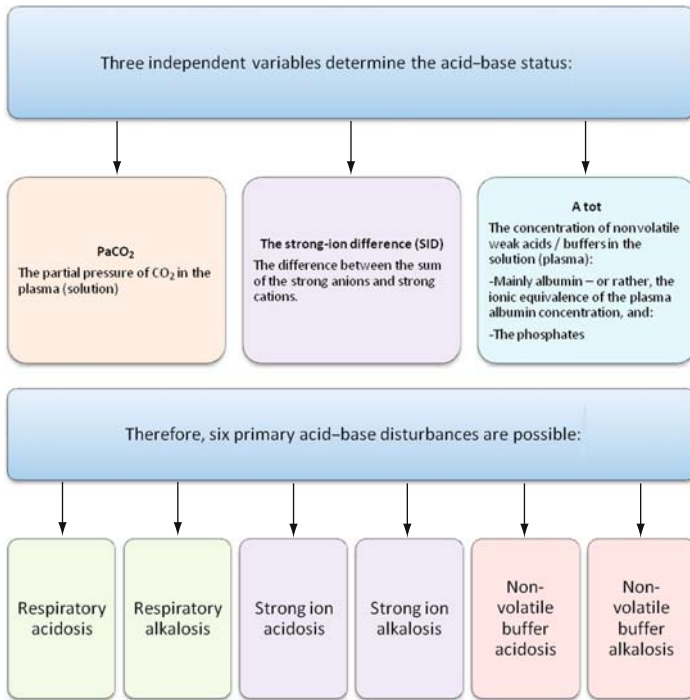 Three independent variables determine the acid–base status:
PaCO₂
The partial pressure of CO₂ in the
plasma (solution)
The strong-ion difference (SID)
The difference between the sum
of the strong anions and strong
cations.
A tot
The concentration of nonvolatile
weak acids / buffers in the
solution (plasma):
-Mainly albumin – or rather, the
ionic equivalence of the plasma
albumin concentration, and:
-The phosphates
Therefore, six primary acid–base disturbances are possible:
Respiratory
acidosis
Respiratory
alkalosis
Strong ion
acidosis
Strong ion
alkalosis
Non-
volatile
buffer
acidosis
Non-
volatile
buffer
alkalosis